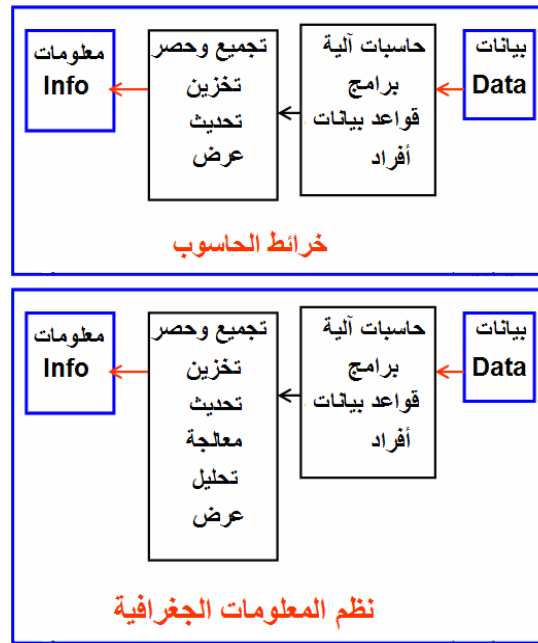 بيانات
Data
حاسبات آلية
برامج
قواعد بيانات
أفراد
تجميع وحصر
تخزين
تحديث
عرض
معلومات
Info
خرائط الحاسوب
بيانات
Data
حاسبات آلية
برامج
قواعد بيانات
أفراد
تجميع وحصر
تخزين
تحديث
معالجة
تحليل
عرض
معلومات
Info
نظم المعلومات الجغرافية